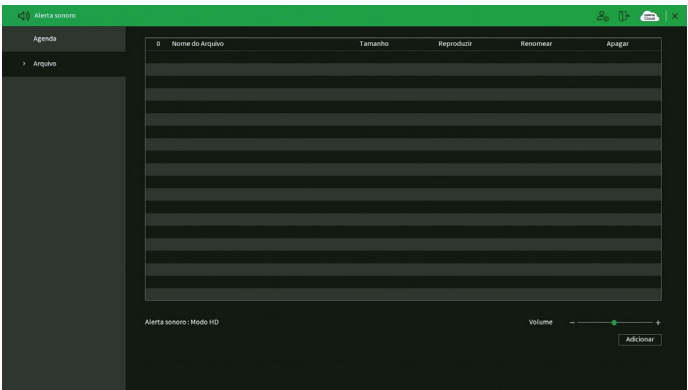 Alerta sonoro
Agenda
> Arquivo
0 Nome do Arquivo Tamanho Reproduzir Renomear Apagar
Alerta sonoro : Modo HD Volume - +
Adicionar